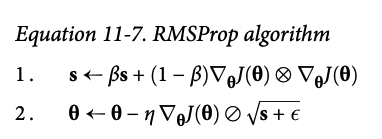 Equation 11-7. RMSProp algorithm
1. s ← βs + (1 − β)∇θJ(θ) ⊗ ∇θJ(θ)
2. θ ← θ − η ∇θJ(θ) ⊘ √(s + ϵ)